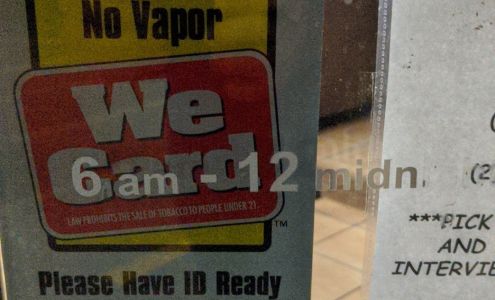 No Vapor
We
Card
LAW PROHIBITS THE SALE OF TOBACCO TO PEOPLE UNDER 21.
TM
Please Have ID Ready
6 am - 12 midn
(2
***PICK
AND
INTERVIE